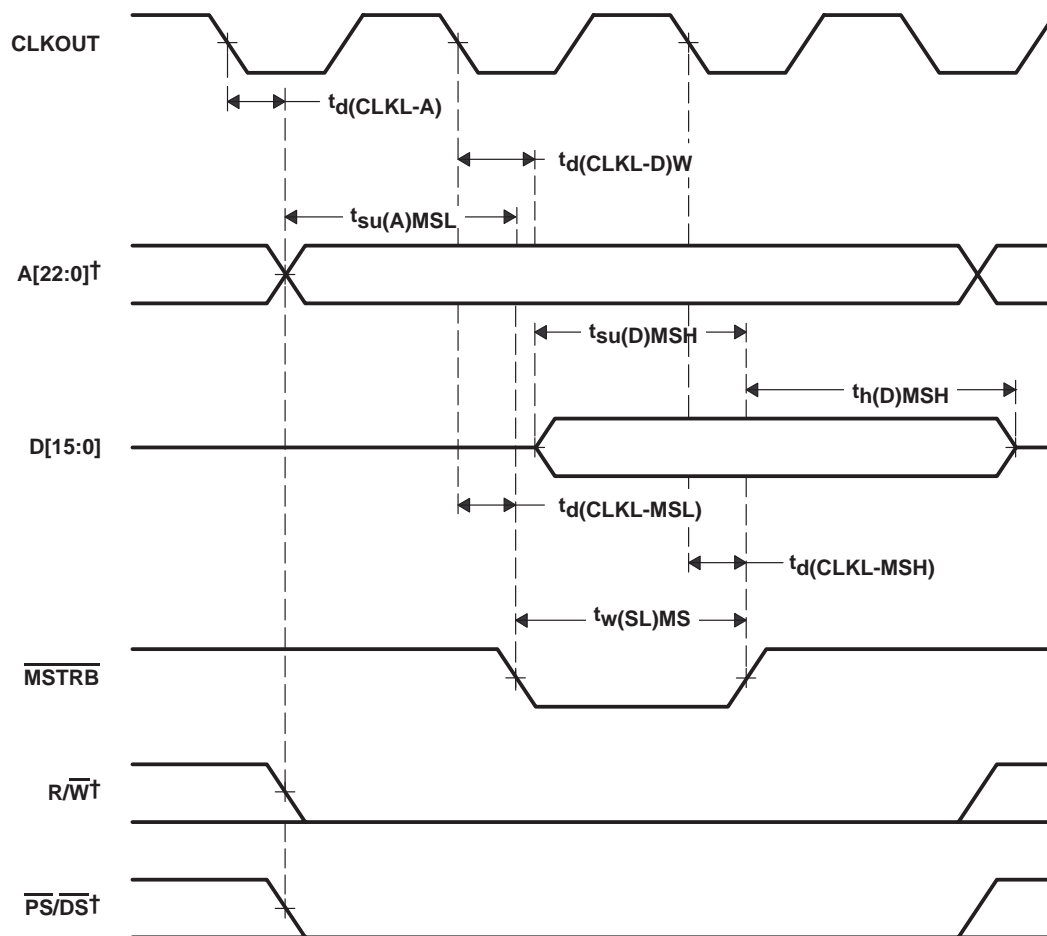 CLKOUT
td(CLKL-A)
td(CLKL-D)W
tsu(A)MSL
A[22:0]†
tsu(D)MSH
th(D)MSH
D[15:0]
td(CLKL-MSL)
td(CLKL-MSH)
tw(SL)MS
MSTRB
R/W†
PS/DS†